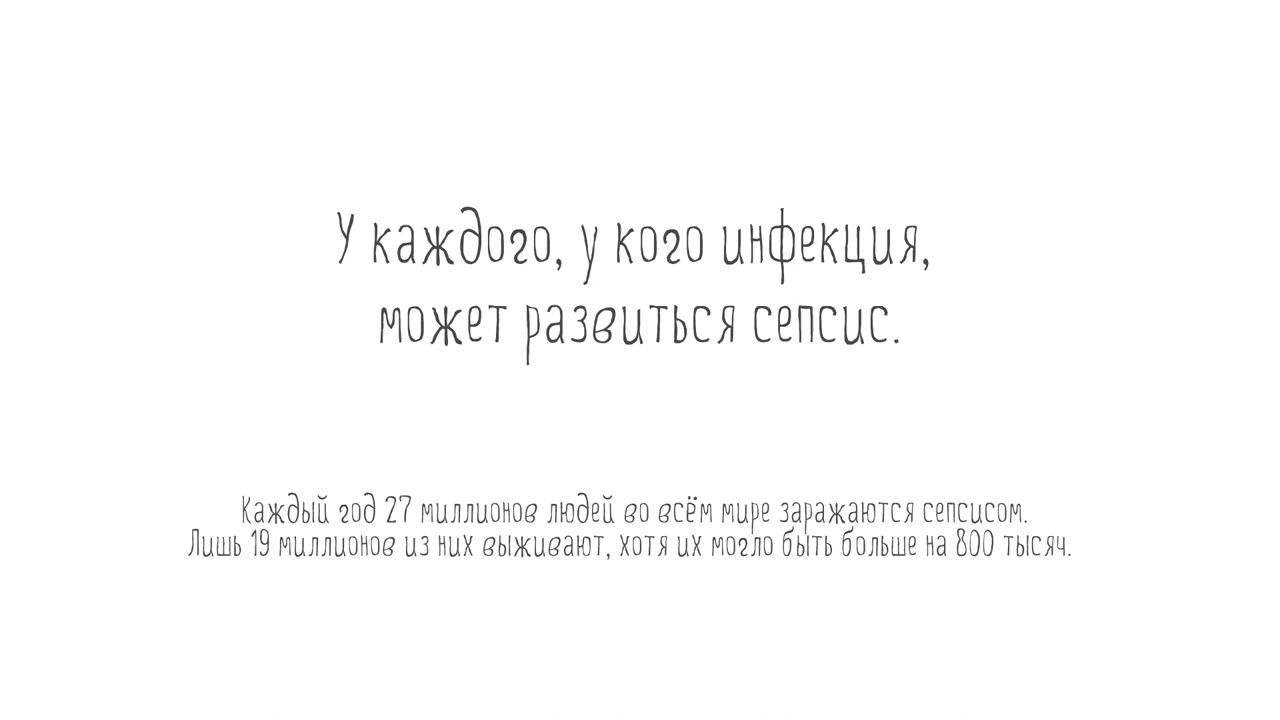 У каждого, у кого инфекция,
может развиться сепсис.
Каждый год 27 миллионов людей во всём мире заражаются сепсисом.
Лишь 19 миллионов из них выживают, хотя их могло быть больше на 800 тысяч.